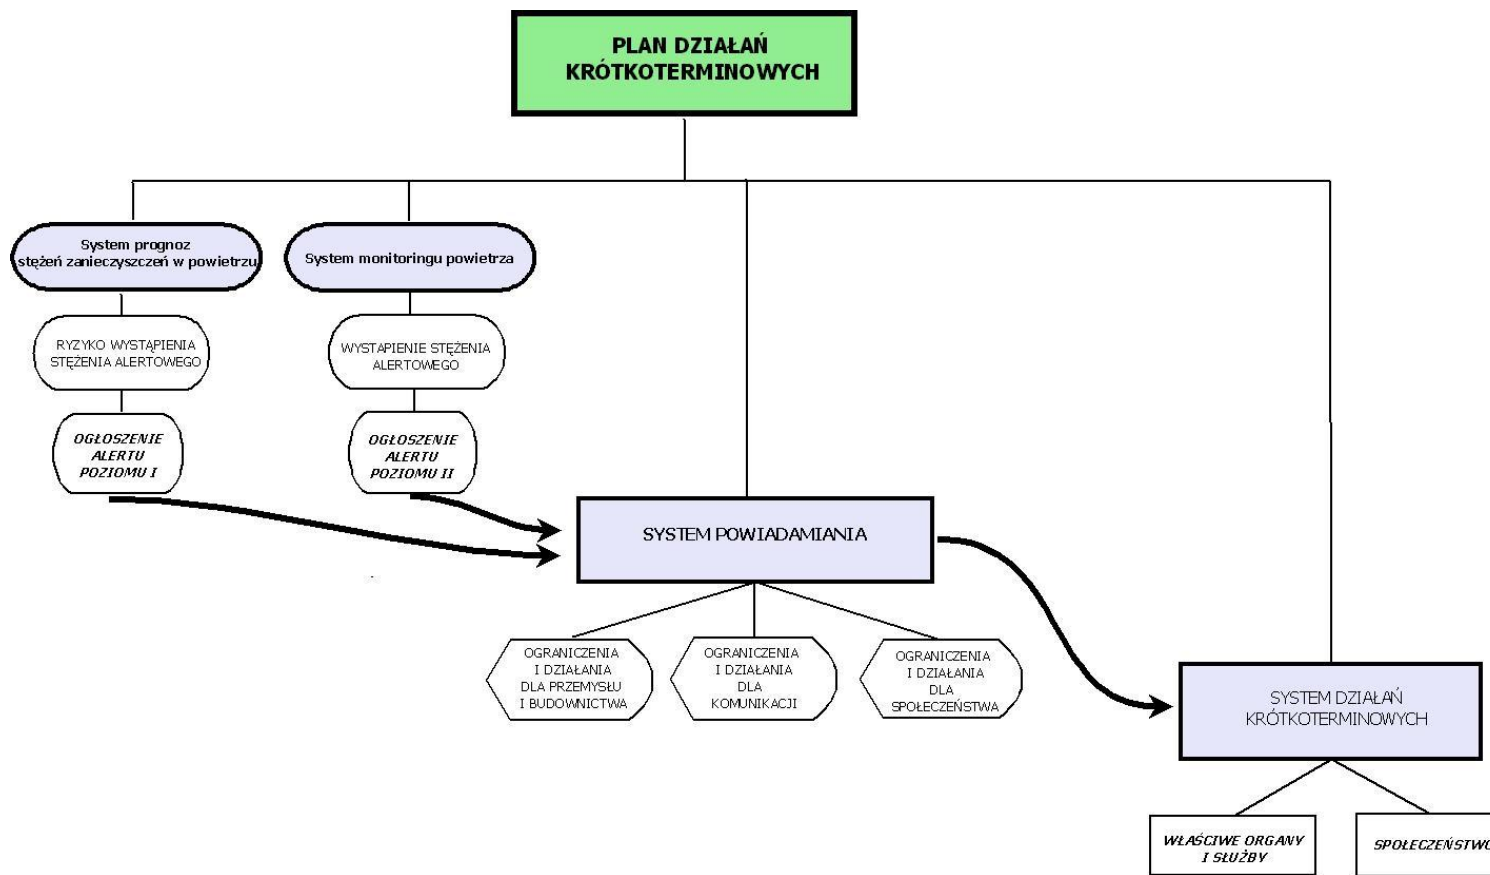 PLAN DZIAŁAŃ
KRÓTKOTERMINOWYCH
System prognoz
stężeń zanieczyszczeń w powietrzu
System monitoringu powietrza
RYZYKO WYSTĄPIENIA
STĘŻENIA ALERTOWEGO
WYSTAPIENIE STĘŻENIA
ALERTOWEGO
OGŁOSZENIE
ALERTU
POZIOMU I
OGŁOSZENIE
ALERTU
POZIOMU II
SYSTEM POWIADAMIANIA
OGRANICZENIA
I DZIAŁANIA
DLA PRZEMYSŁU
I BUDOWNICTWA
OGRANICZENIA
I DZIAŁANIA
DLA
KOMUNIKACJI
OGRANICZENIA
I DZIAŁANIA
DLA
SPOŁECZEŃSTWA
SYSTEM DZIAŁAŃ
KRÓTKOTERMINOWYCH
WŁAŚCIWE ORGANY
I SŁUŻBY
SPOŁECZEŃSTWO